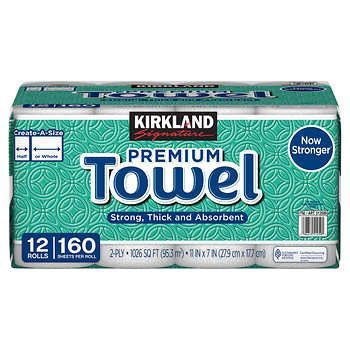 KIRKLAND
Signature
Create-A-Size
Half
or Whole
PREMIUM
Towel
Now
Stronger
Strong, Thick and Absorbent
12
ROLLS
160
SHEETS PER ROLL
2-PLY • 1026 SQ FT (95.3 m²) • 11 IN x 7 IN (27.9 cm x 17.7 cm)